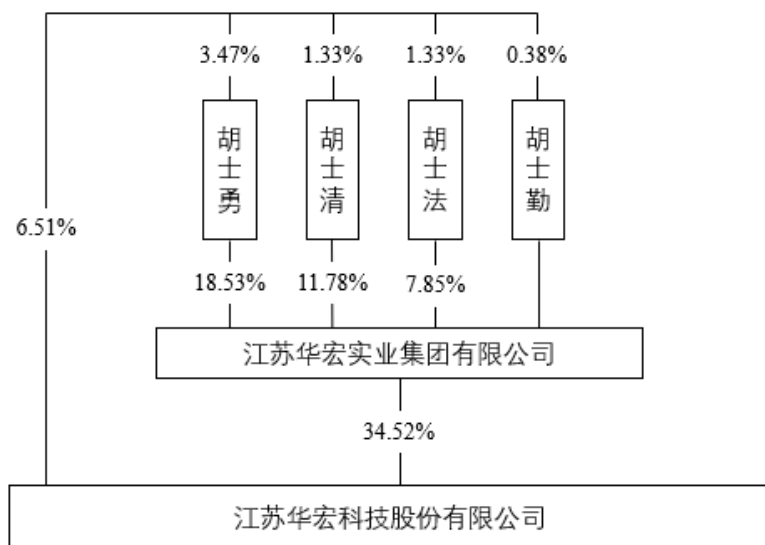 3.47% 1.33% 1.33% 0.38%
胡士勇
胡士清
胡士法
胡士勤
6.51%
18.53% 11.78% 7.85%
江苏华宏实业集团有限公司
34.52%
江苏华宏科技股份有限公司